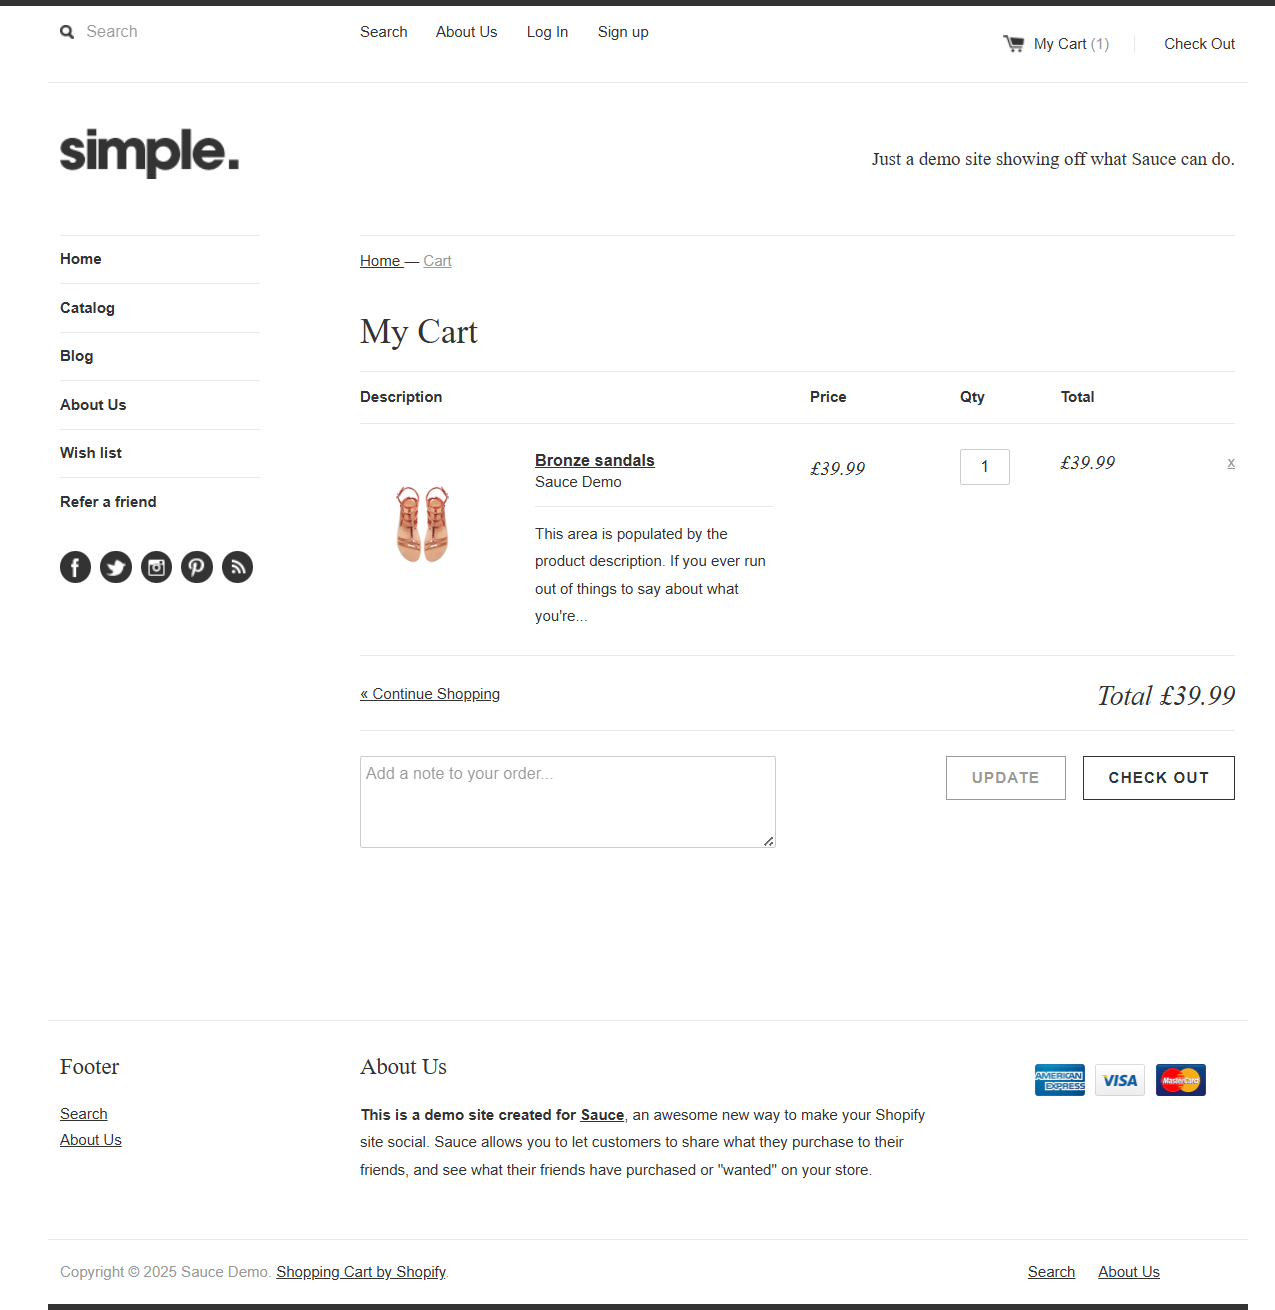 Search
Search About Us Log In Sign up
My Cart (1) Check Out
simple.
Just a demo site showing off what Sauce can do.
Home
Catalog
Blog
About Us
Wish list
Refer a friend
Home — Cart
My Cart
Description Price Qty Total
Bronze sandals
Sauce Demo
£39.99 1 £39.99 x
This area is populated by the
product description. If you ever run
out of things to say about what
you're...
« Continue Shopping
Total £39.99
Add a note to your order...
UPDATE CHECK OUT
Footer
Search
About Us
About Us
This is a demo site created for Sauce, an awesome new way to make your Shopify
site social. Sauce allows you to let customers to share what they purchase to their
friends, and see what their friends have purchased or "wanted" on your store.
AMERICAN EXPRESS
VISA
MasterCard
Copyright © 2025 Sauce Demo. Shopping Cart by Shopify.
Search About Us